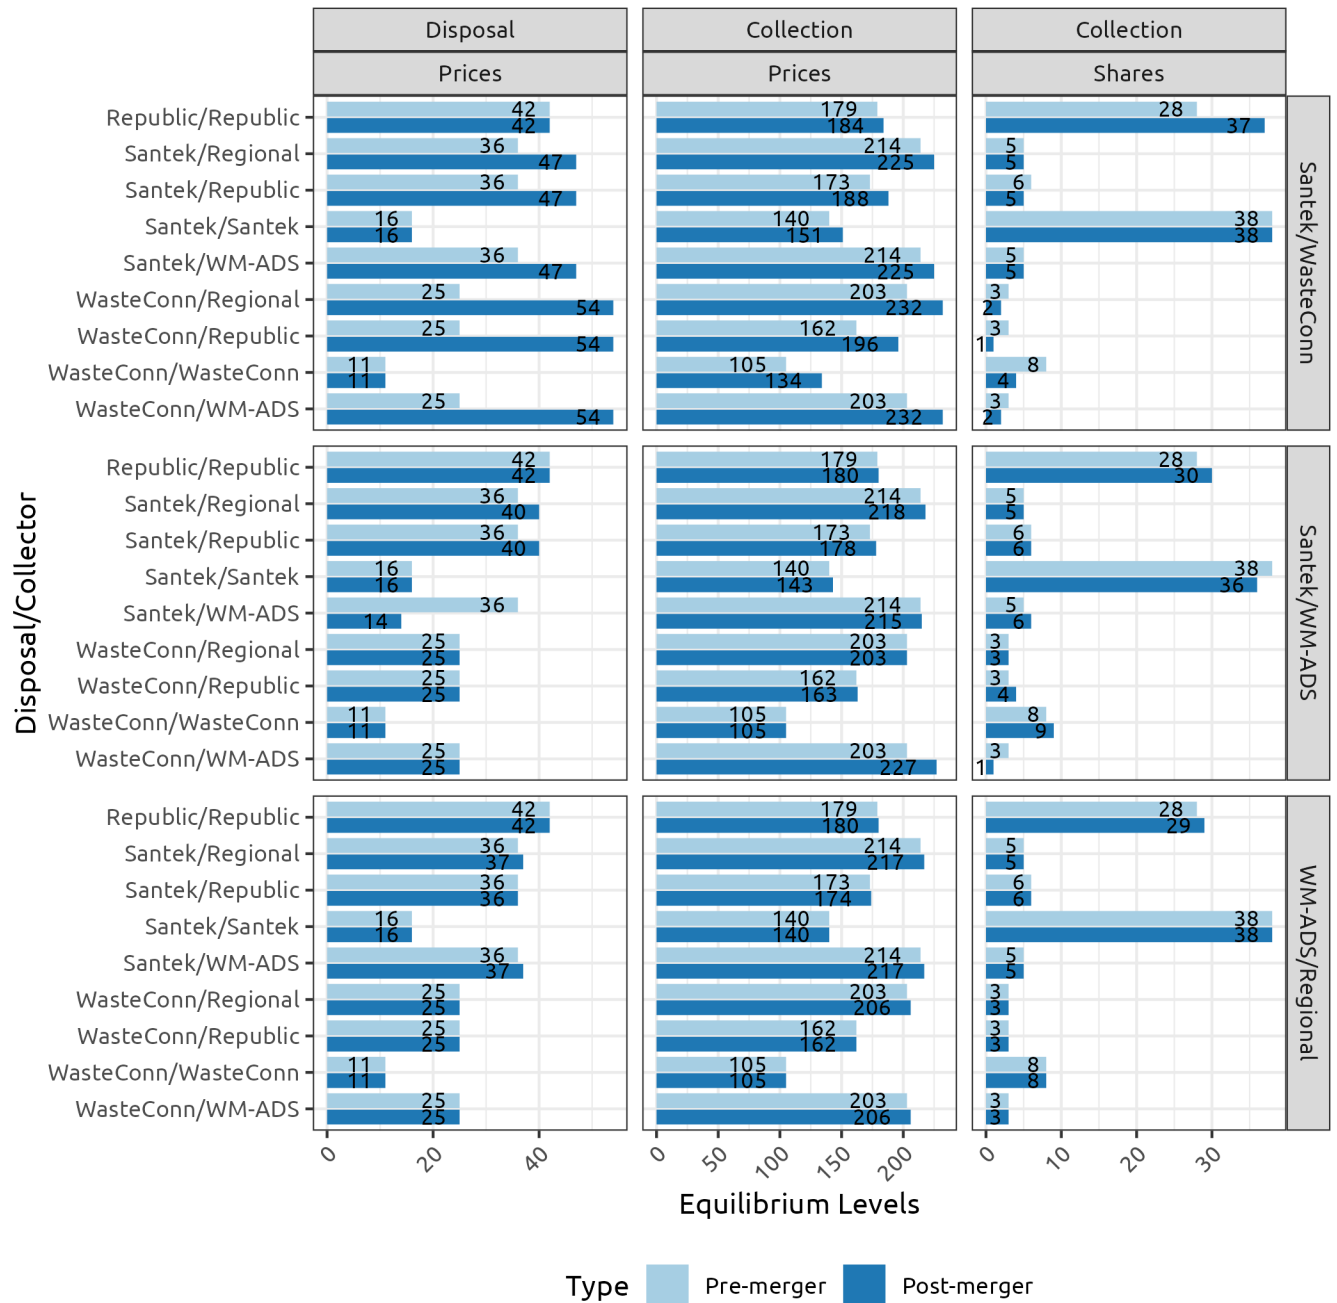 Disposal
Collection
Collection
Prices
Prices
Shares
Disposal/Collector
Santek/WasteConn
Republic/Republic 42 179 28
42 184 37
Santek/Regional 36 214 5
47 225 5
Santek/Republic 36 173 6
47 188 5
Santek/Santek 16 140 38
16 151 38
Santek/WM-ADS 36 214 5
47 225 5
WasteConn/Regional 25 203 3
54 232 2
WasteConn/Republic 25 162 3
54 196 1
WasteConn/WasteConn 11 105 8
11 134 4
WasteConn/WM-ADS 25 203 3
54 232 2
Santek/WM-ADS
Republic/Republic 42 179 28
42 180 30
Santek/Regional 36 214 5
40 218 5
Santek/Republic 36 173 6
40 178 6
Santek/Santek 16 140 38
16 143 36
Santek/WM-ADS 36 214 5
14 215 6
WasteConn/Regional 25 203 3
25 203 3
WasteConn/Republic 25 162 3
25 163 4
WasteConn/WasteConn 11 105 8
11 105 9
WasteConn/WM-ADS 25 203 3
25 227 1
WM-ADS/Regional
Republic/Republic 42 179 28
42 180 29
Santek/Regional 36 214 5
37 217 5
Santek/Republic 36 173 6
36 174 6
Santek/Santek 16 140 38
16 140 38
Santek/WM-ADS 36 214 5
37 217 5
WasteConn/Regional 25 203 3
25 206 3
WasteConn/Republic 25 162 3
25 162 3
WasteConn/WasteConn 11 105 8
11 105 8
WasteConn/WM-ADS 25 203 3
25 206 3
0 20 40 0 50 100 150 200 0 10 20 30
Equilibrium Levels
Type Pre-merger Post-merger